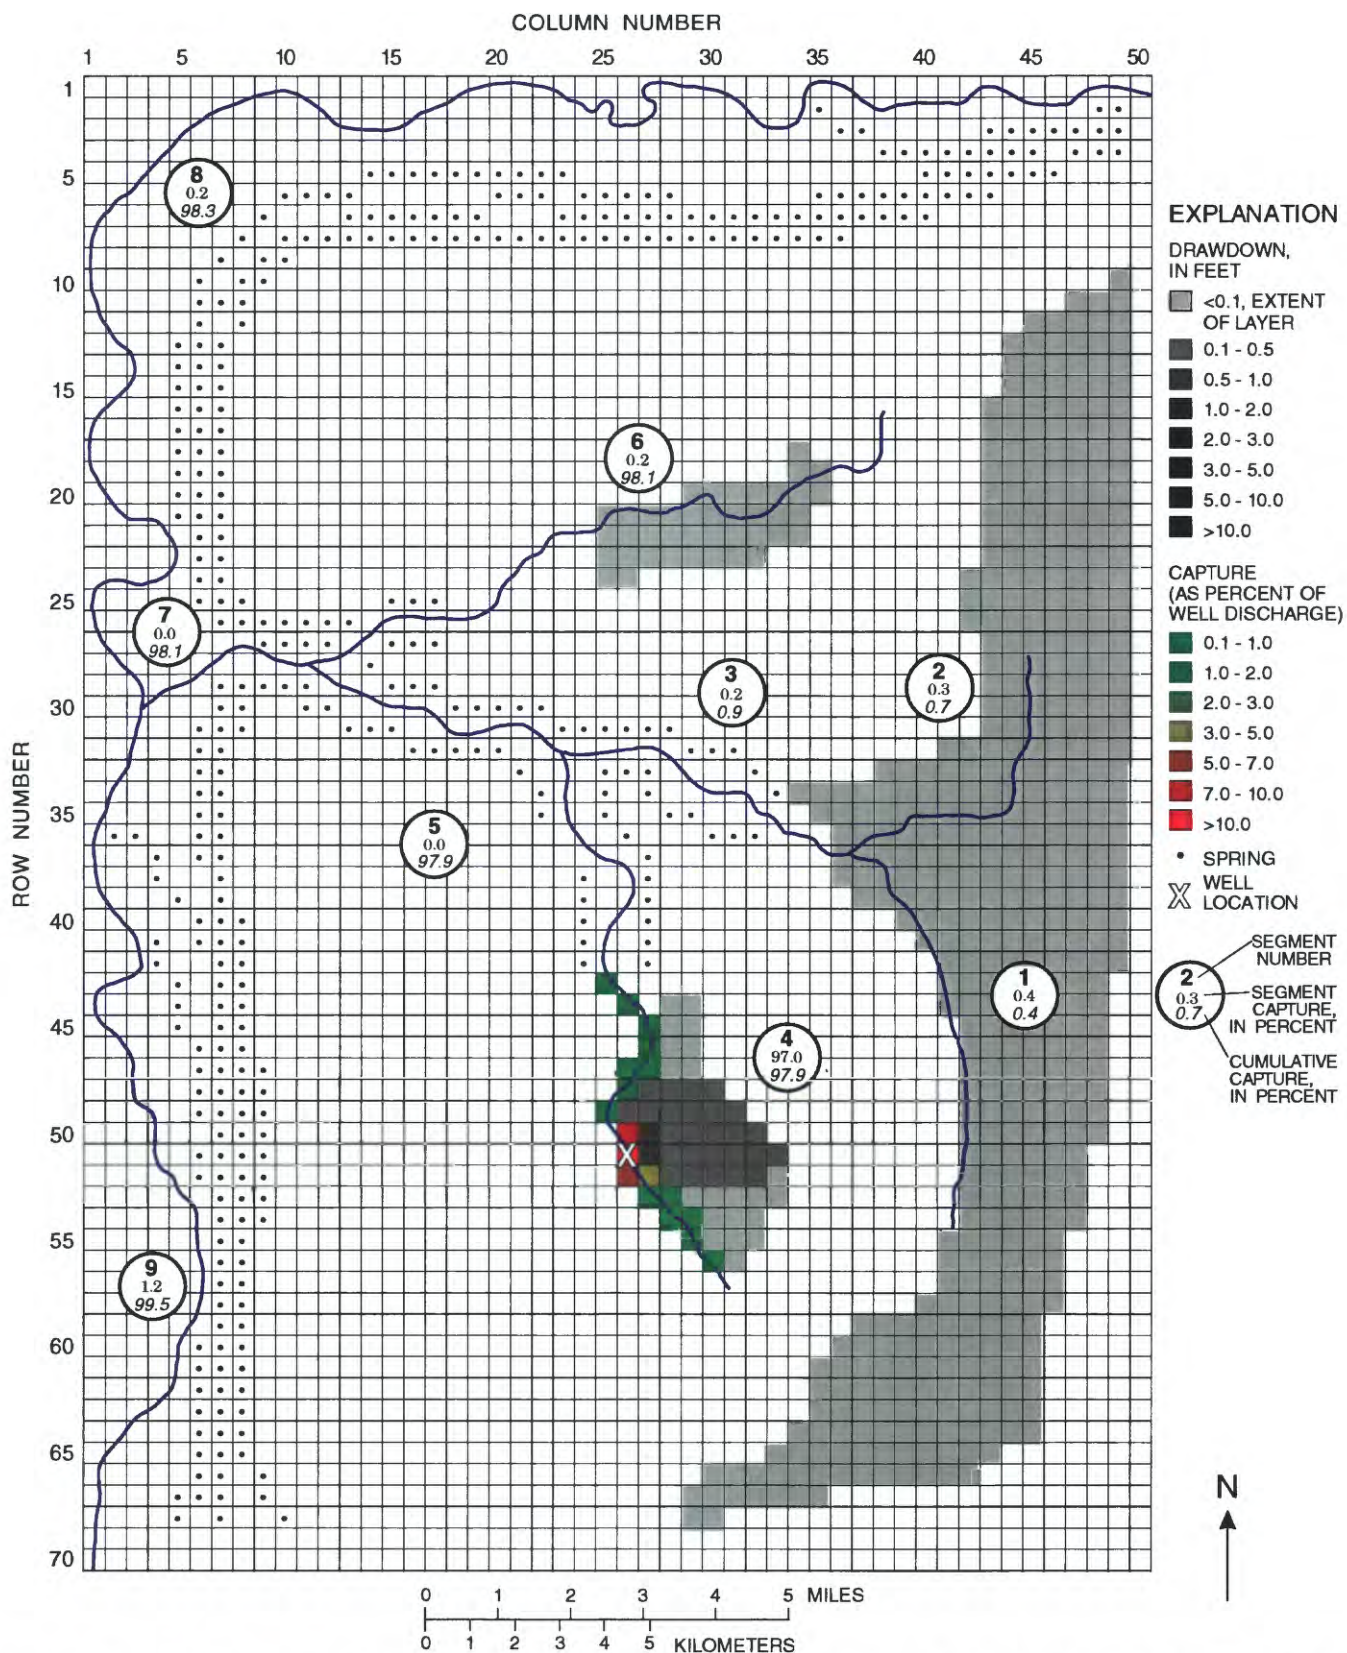 COLUMN NUMBER
1 5 10 15 20 25 30 35 40 45 50
ROW NUMBER
1
5
10
15
20
25
30
35
40
45
50
55
60
65
70
8
0.2
98.3
6
0.2
98.1
7
0.0
98.1
3
0.2
0.9
2
0.3
0.7
5
0.0
97.9
1
0.4
0.4
4
97.0
97.9
X
9
1.2
99.5
EXPLANATION
DRAWDOWN,
IN FEET
<0.1, EXTENT
OF LAYER
0.1 - 0.5
0.5 - 1.0
1.0 - 2.0
2.0 - 3.0
3.0 - 5.0
5.0 - 10.0
>10.0
CAPTURE
(AS PERCENT OF
WELL DISCHARGE)
0.1 - 1.0
1.0 - 2.0
2.0 - 3.0
3.0 - 5.0
5.0 - 7.0
7.0 - 10.0
>10.0
SPRING
X WELL
LOCATION
2
0.3
0.7
SEGMENT
NUMBER
SEGMENT
CAPTURE,
IN PERCENT
CUMULATIVE
CAPTURE,
IN PERCENT
N
0 1 2 3 4 5 MILES
0 1 2 3 4 5 KILOMETERS